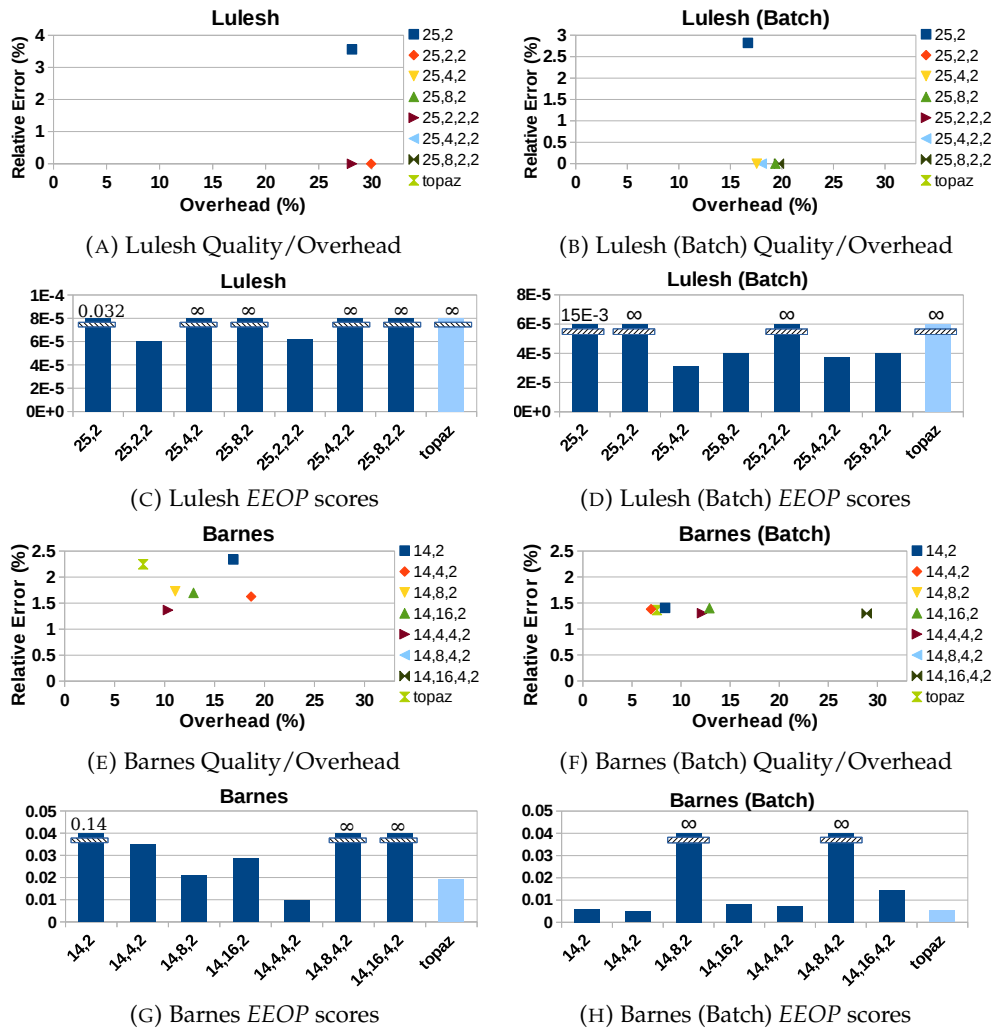 Lulesh
Relative Error (%)
4
3
2
1
0
0 5 10 15 20 25 30
Overhead (%)
25,2
25,2,2
25,4,2
25,8,2
25,2,2,2
25,4,2,2
25,8,2,2
topaz
(A) Lulesh Quality/Overhead
Lulesh (Batch)
Relative Error (%)
3
2.5
2
1.5
1
0.5
0
0 5 10 15 20 25 30
Overhead (%)
25,2
25,2,2
25,4,2
25,8,2
25,2,2,2
25,4,2,2
25,8,2,2
topaz
(B) Lulesh (Batch) Quality/Overhead
Lulesh
1E-4
8E-5
6E-5
4E-5
2E-5
0E+0
0.032 ∞ ∞ ∞ ∞ ∞
25,2 25,2,2 25,4,2 25,8,2 25,2,2,2 25,4,2,2 25,8,2,2 topaz
(C) Lulesh EEOP scores
Lulesh (Batch)
8E-5
6E-5
4E-5
2E-5
0E+0
15E-3 ∞ ∞ ∞
25,2 25,2,2 25,4,2 25,8,2 25,2,2,2 25,4,2,2 25,8,2,2 topaz
(D) Lulesh (Batch) EEOP scores
Barnes
Relative Error (%)
2.5
2
1.5
1
0.5
0
0 5 10 15 20 25 30
Overhead (%)
14,2
14,4,2
14,8,2
14,16,2
14,4,4,2
14,8,4,2
14,16,4,2
topaz
(E) Barnes Quality/Overhead
Barnes (Batch)
Relative Error (%)
2.5
2
1.5
1
0.5
0
0 5 10 15 20 25 30
Overhead (%)
14,2
14,4,2
14,8,2
14,16,2
14,4,4,2
14,8,4,2
14,16,4,2
topaz
(F) Barnes (Batch) Quality/Overhead
Barnes
0.05
0.04
0.03
0.02
0.01
0
0.14 ∞ ∞
14,2 14,4,2 14,8,2 14,16,2 14,4,4,2 14,8,4,2 14,16,4,2 topaz
(G) Barnes EEOP scores
Barnes (Batch)
0.05
0.04
0.03
0.02
0.01
0
∞ ∞
14,2 14,4,2 14,8,2 14,16,2 14,4,4,2 14,8,4,2 14,16,4,2 topaz
(H) Barnes (Batch) EEOP scores